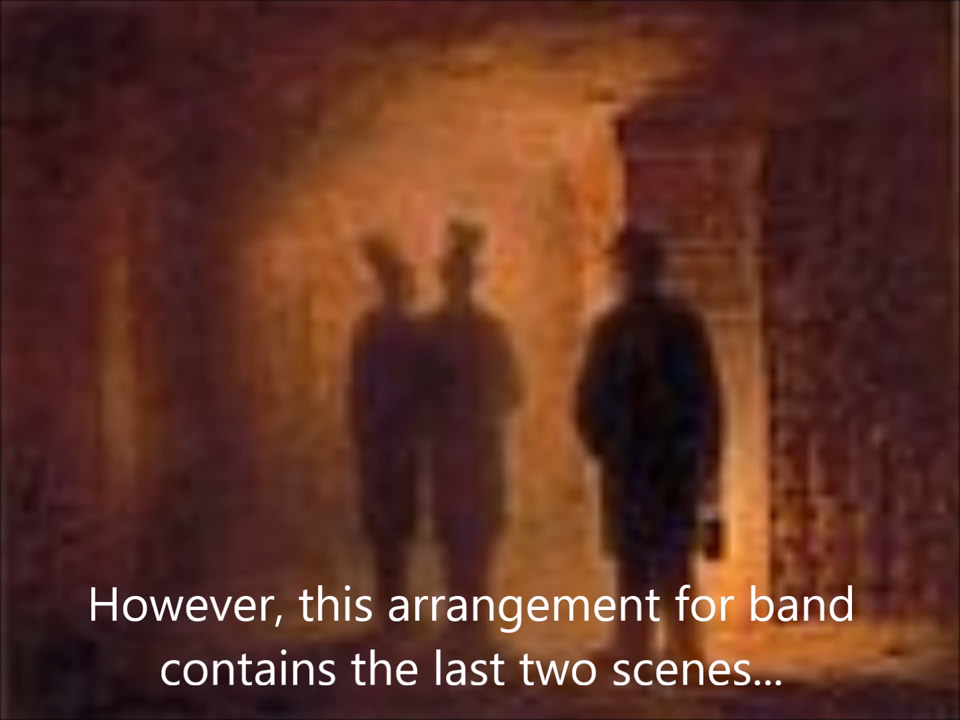 However, this arrangement for band
contains the last two scenes...